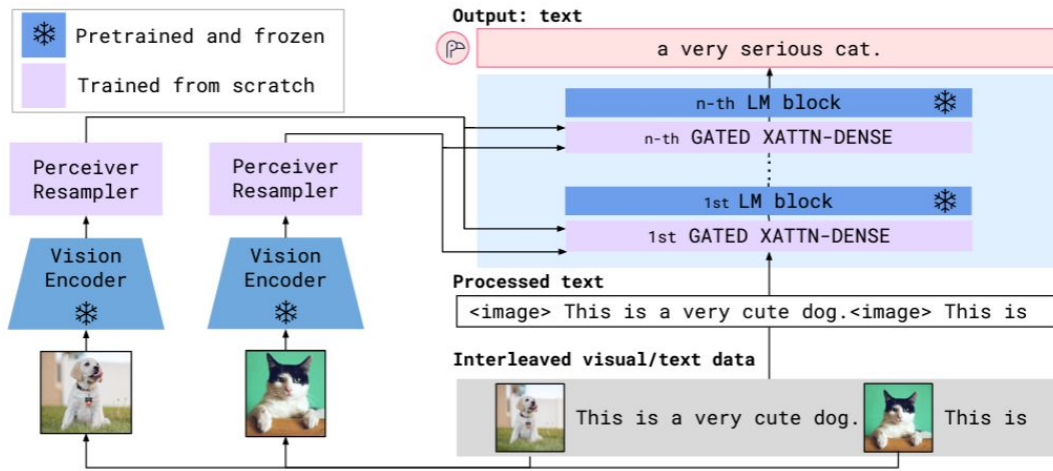 Pretrained and frozen
Trained from scratch
Perceiver
Resampler
Perceiver
Resampler
Vision
Encoder
Vision
Encoder
Output: text
a very serious cat.
n-th LM block
n-th GATED XATTN-DENSE
1st LM block
1st GATED XATTN-DENSE
Processed text
<image> This is a very cute dog.<image> This is
Interleaved visual/text data
This is a very cute dog. This is